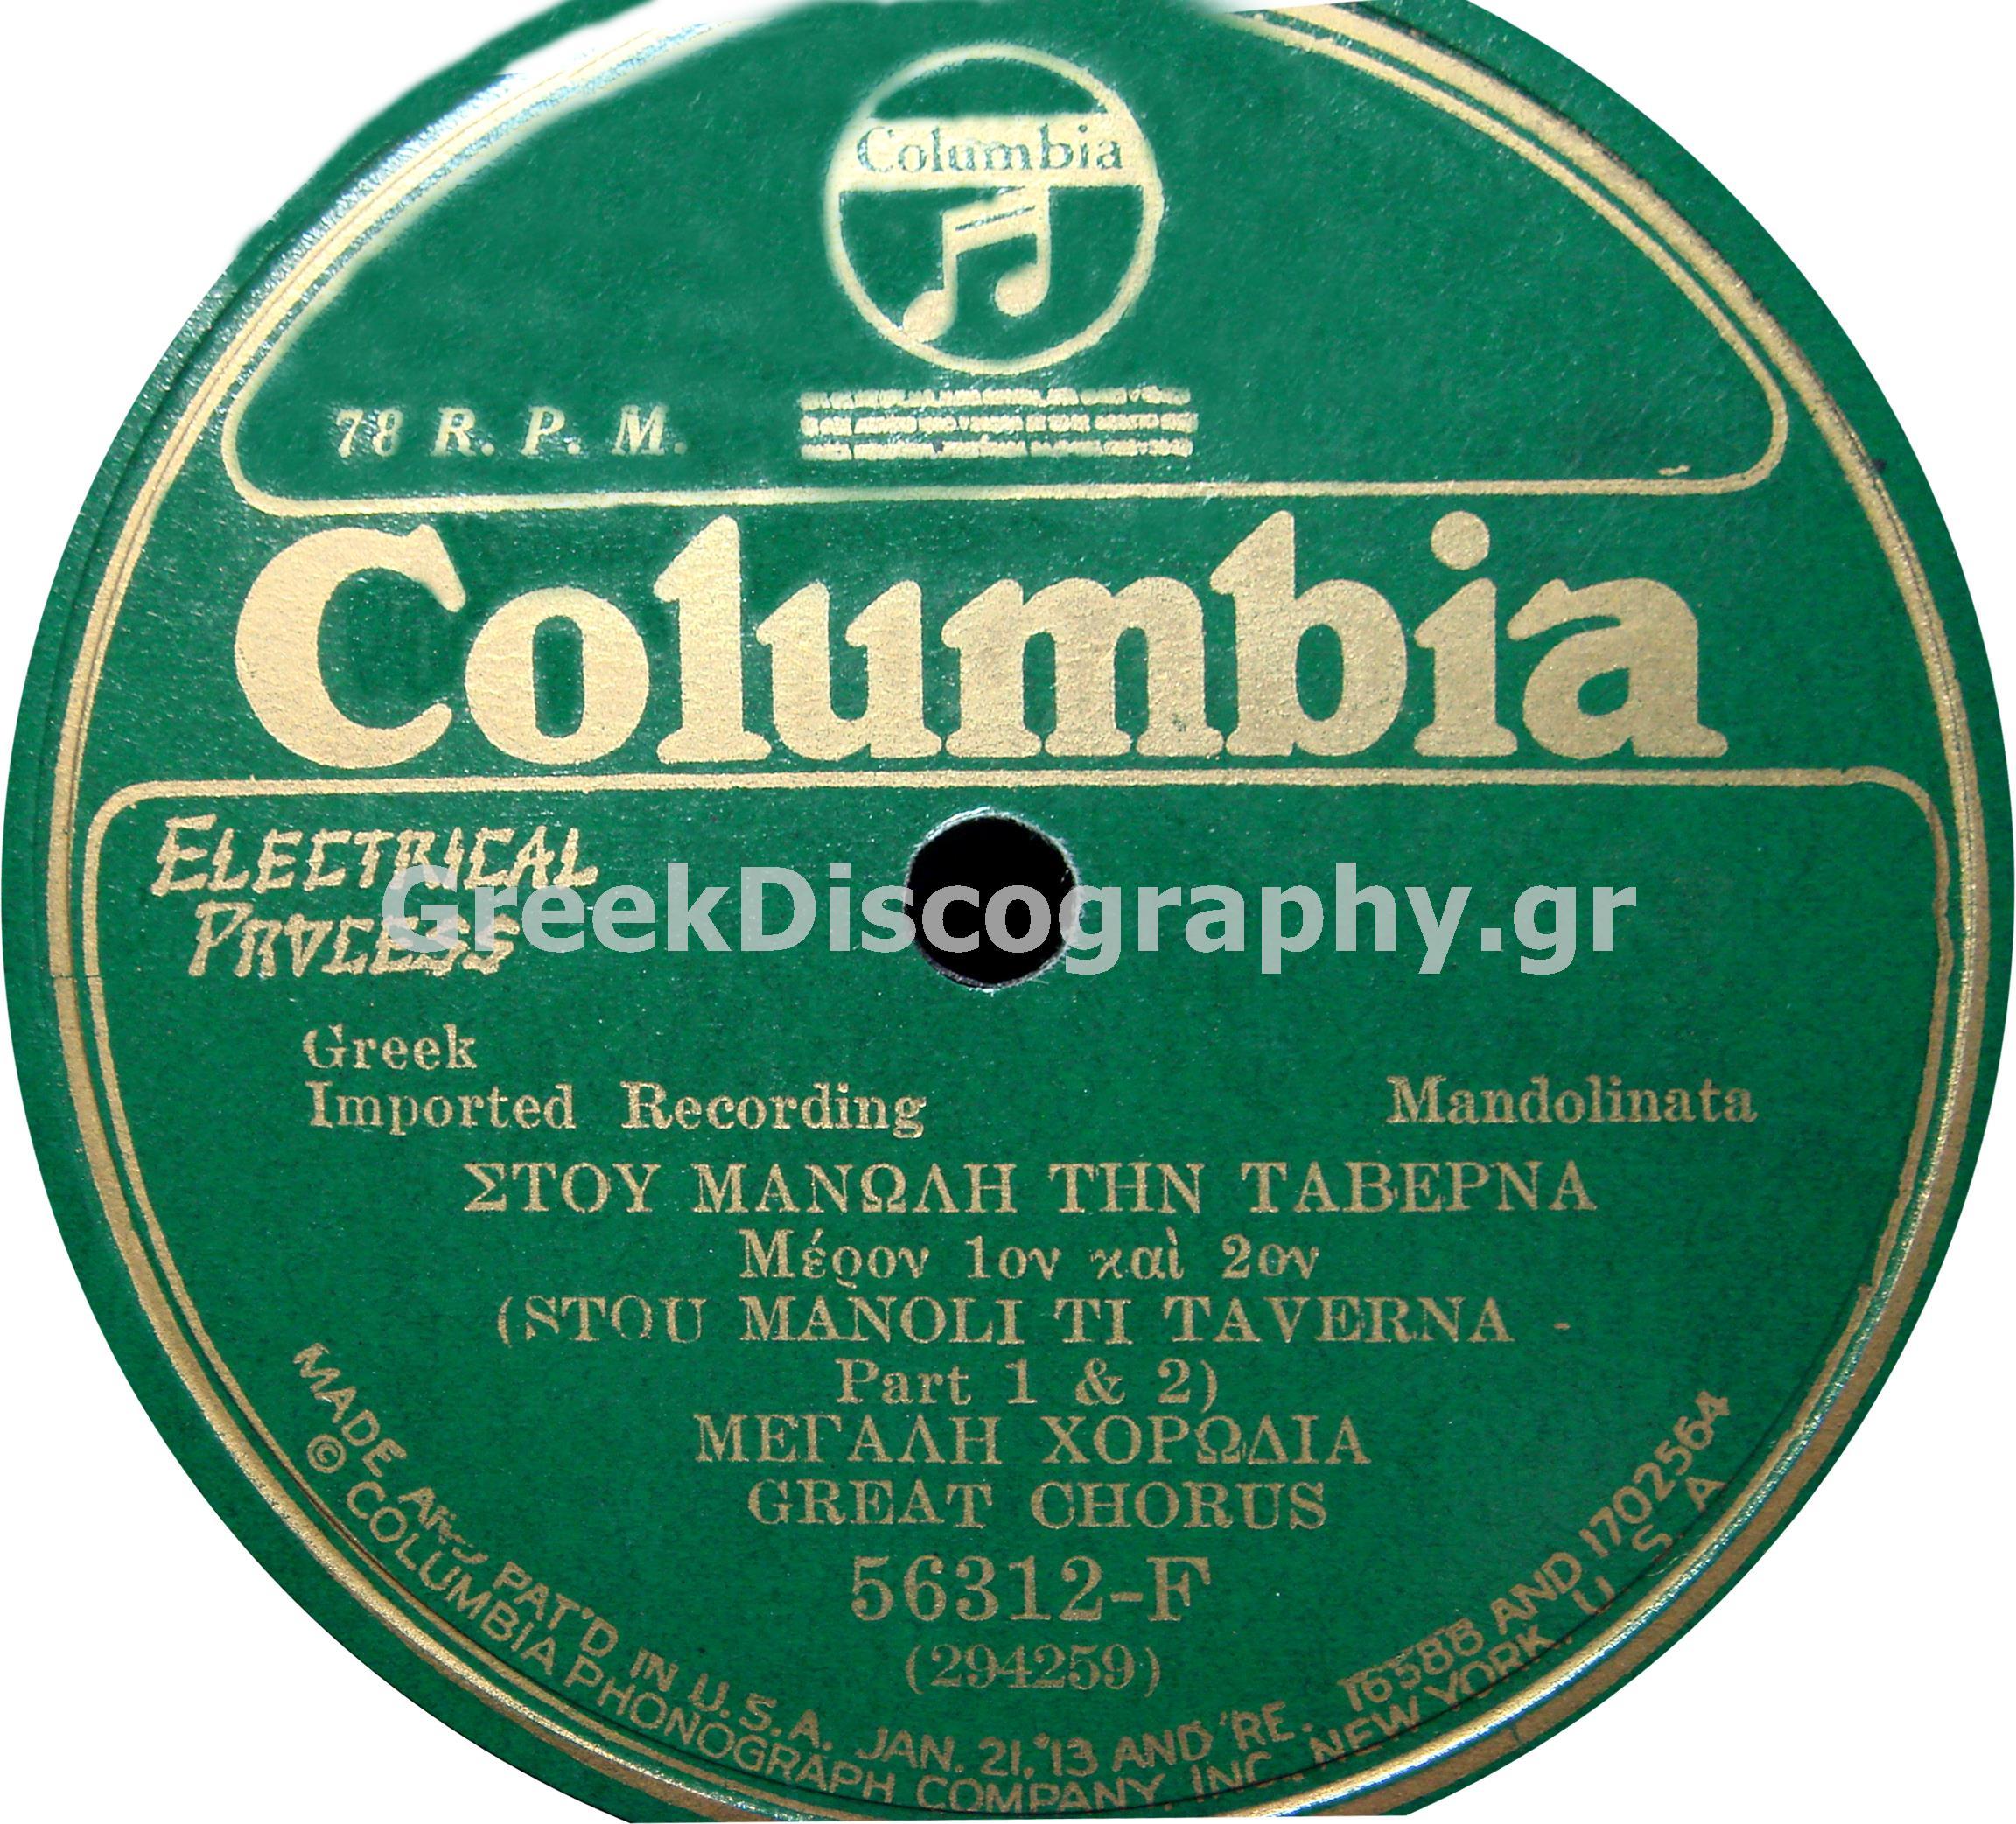 Columbia
78 R. P. M.
Columbia
ELECTRICAL
PROCESS
GreekDiscography.gr
Greek
Imported Recording
Mandolinata
ΣΤΟΥ ΜΑΝΩΛΗ ΤΗΝ ΤΑΒΕΡΝΑ
Μέρον 1ον καὶ 2ον
(STOU MANOLI TI TAVERNA -
Part 1 & 2)
ΜΕΓΑΛΗ ΧΟΡΩΔΙΑ
GREAT CHORUS
56312-F
(294259)
MADE AND PAT'D IN U.S.A. JAN. 21, '13 AND RE. 16588 AND 1702564
© COLUMBIA PHONOGRAPH COMPANY, INC. NEW YORK. U S A